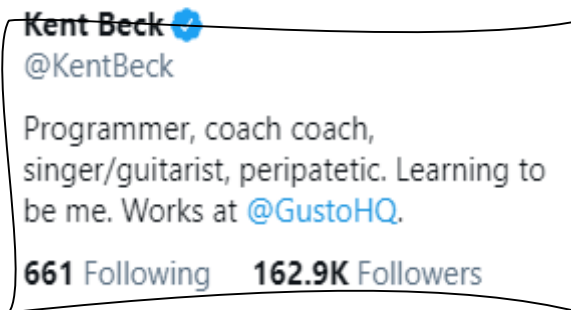 Kent Beck
@KentBeck
Programmer, coach coach,
singer/guitarist, peripatetic. Learning to
be me. Works at @GustoHQ.
661 Following 162.9K Followers